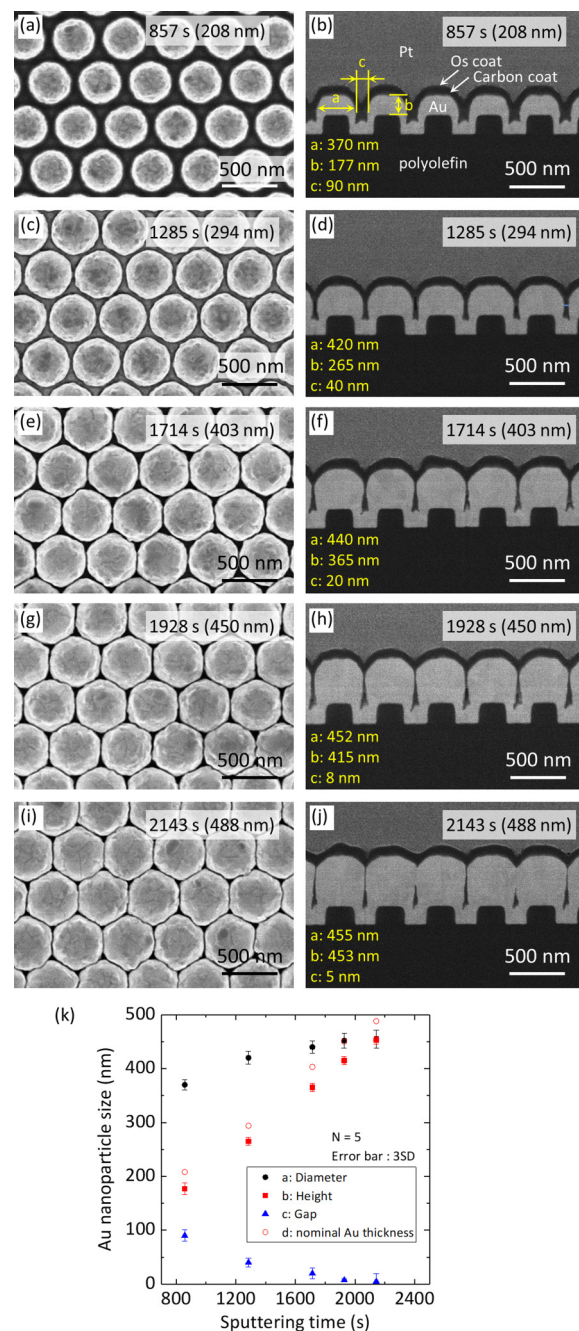 (a)
857 s (208 nm)
500 nm
(b)
857 s (208 nm)
Pt
Os coat
Carbon coat
c
a
b
Au
a: 370 nm
b: 177 nm
c: 90 nm
polyolefin
500 nm
(c)
1285 s (294 nm)
500 nm
(d)
1285 s (294 nm)
a: 420 nm
b: 265 nm
c: 40 nm
500 nm
(e)
1714 s (403 nm)
500 nm
(f)
1714 s (403 nm)
a: 440 nm
b: 365 nm
c: 20 nm
500 nm
(g)
1928 s (450 nm)
500 nm
(h)
1928 s (450 nm)
a: 452 nm
b: 415 nm
c: 8 nm
500 nm
(i)
2143 s (488 nm)
500 nm
(j)
2143 s (488 nm)
a: 455 nm
b: 453 nm
c: 5 nm
500 nm
(k)
Au nanoparticle size (nm)
500
400
300
200
100
0
N = 5
Error bar : 3SD
a: Diameter
b: Height
c: Gap
d: nominal Au thickness
800 1200 1600 2000 2400
Sputtering time (s)